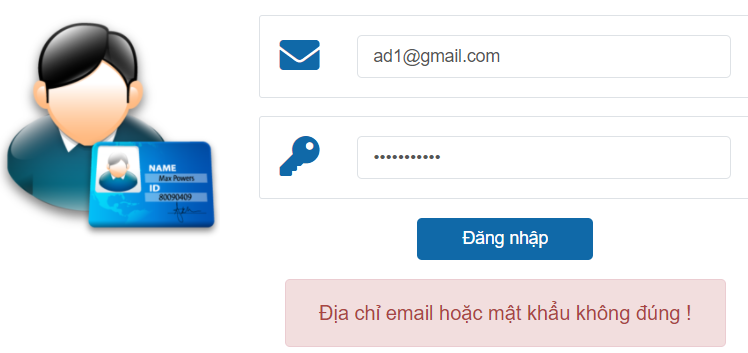 ad1@gmail.com
•••••••••••
NAME
Max Powers
ID
80090409
Đăng nhập
Địa chỉ email hoặc mật khẩu không đúng !